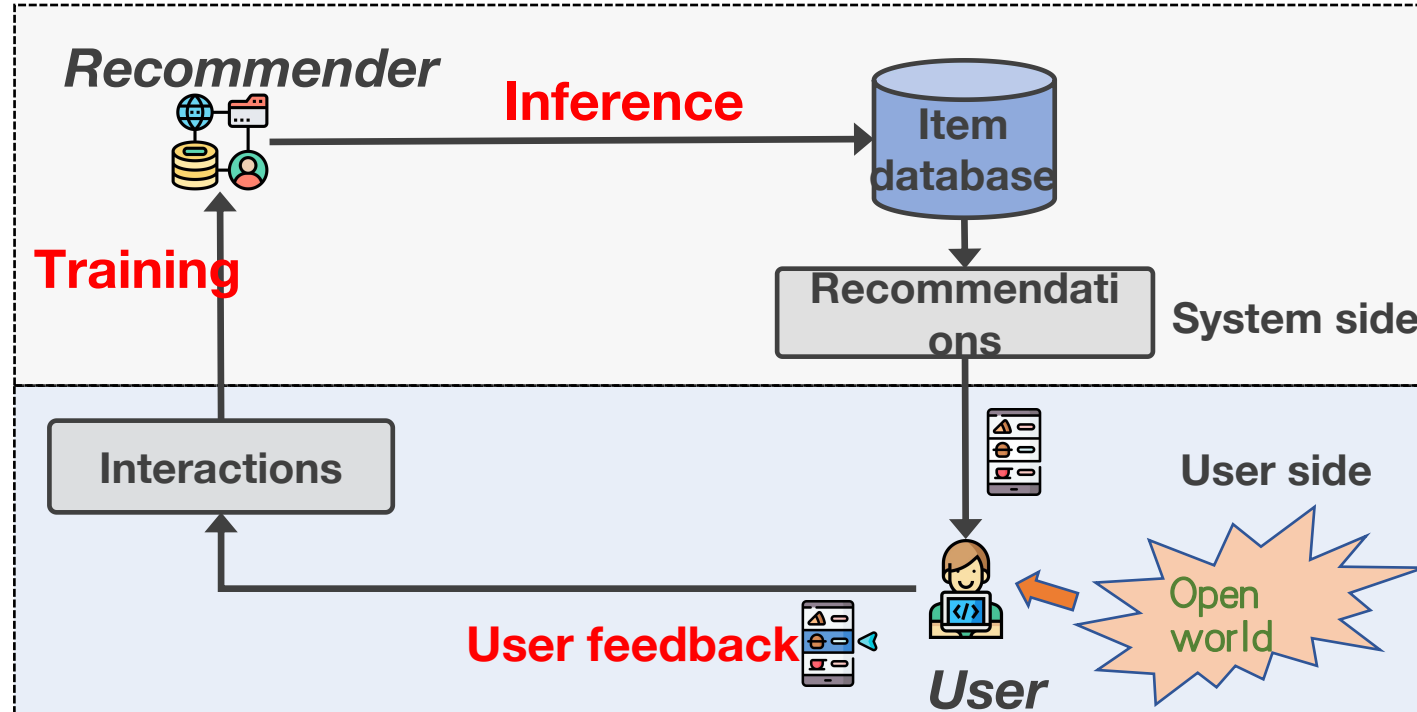 Recommender
Inference
Item
database
Training
Recommendati
ons
System side
Interactions
User side
</>
Open
world
User feedback
User